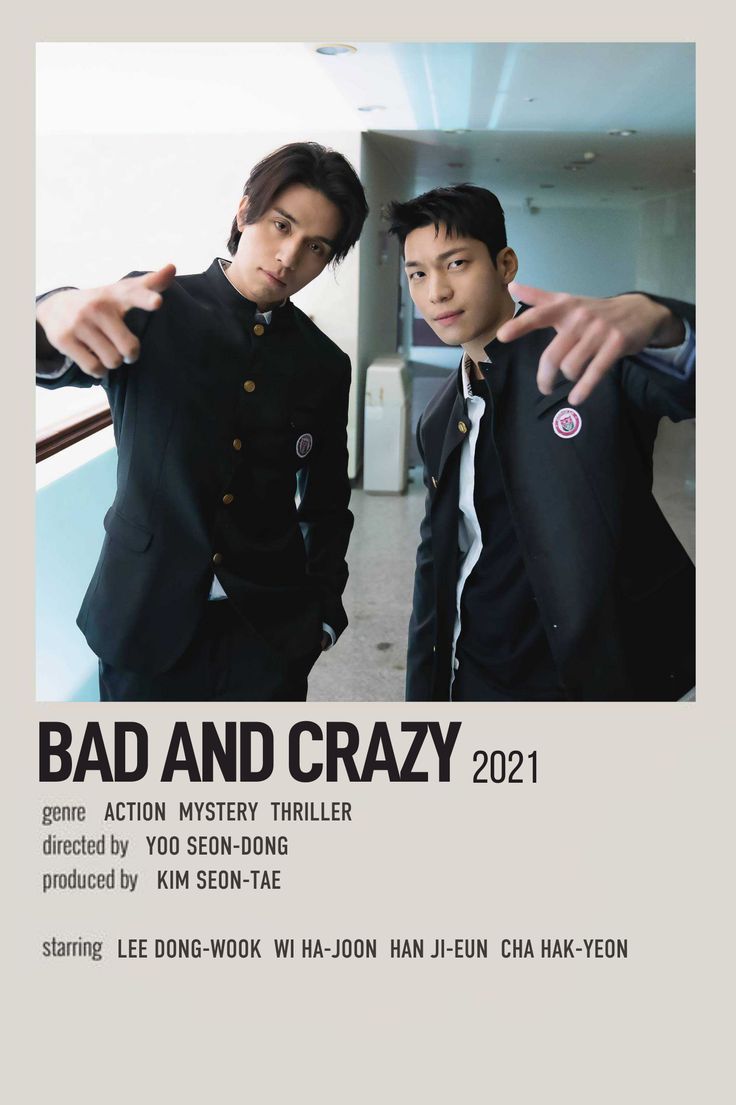 BAD AND CRAZY 2021
genre ACTION MYSTERY THRILLER
directed by YOO SEON-DONG
produced by KIM SEON-TAE
starring LEE DONG-WOOK WI HA-JOON HAN JI-EUN CHA HAK-YEON